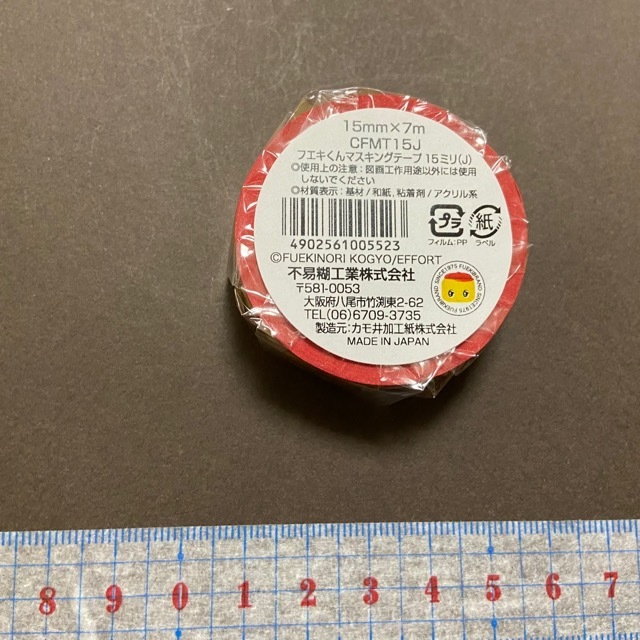 15mm×7m
CFMT15J
フエキくんマスキングテープ 15ミリ(J)
◎使用上の注意：図画工作用途以外には使用
しないでください
◎材質表示：基材/和紙, 粘着剤/アクリル系
プラ
紙
フィルム:PP
ラベル
4902561005523
©FUEKINORI KOGYO/EFFORT
不易糊工業株式会社
〒581-0053
大阪府八尾市竹渕東2-62
TEL(06)6709-3735
製造元:カモ井加工紙株式会社
MADE IN JAPAN
SINCE1975 FUEKIBRAND SINCE1975 FUEKIBRAND
8 9 0 1 2 3 4 5 6 7